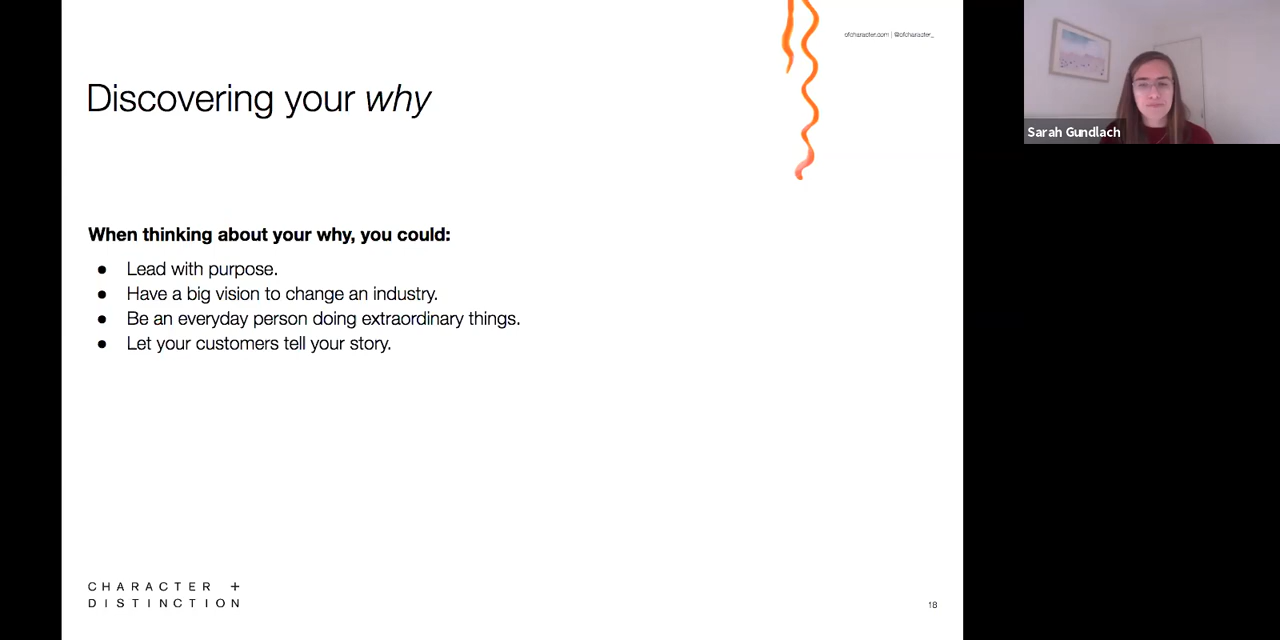 ofcharacter.com | @ofcharacter_
Discovering your why
Sarah Gundlach
When thinking about your why, you could:
● Lead with purpose.
● Have a big vision to change an industry.
● Be an everyday person doing extraordinary things.
● Let your customers tell your story.
CHARACTER +
DISTINCTION
18